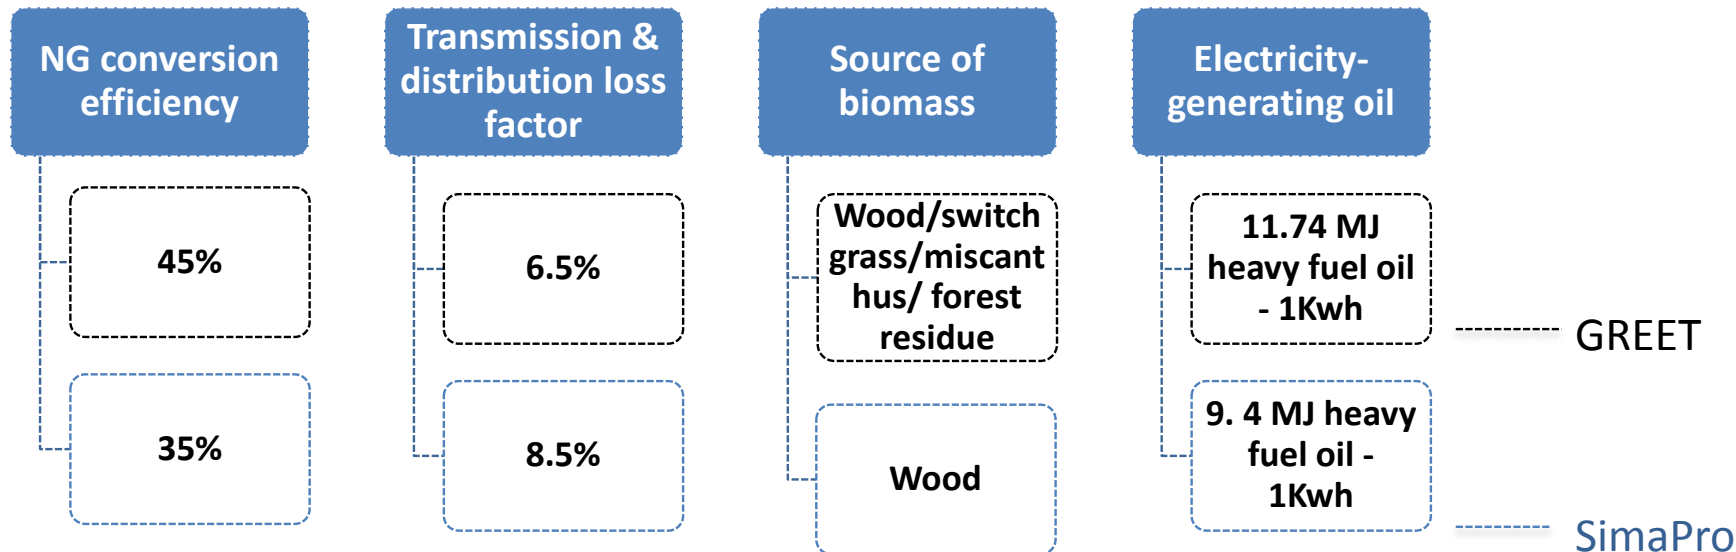 NG conversion
efficiency
Transmission &
distribution loss
factor
Source of
biomass
Electricity-
generating oil
45%
6.5%
Wood/switch
grass/miscant
hus/ forest
residue
11.74 MJ
heavy fuel oil
- 1Kwh
GREET
35%
8.5%
Wood
9. 4 MJ heavy
fuel oil -
1Kwh
SimaPro